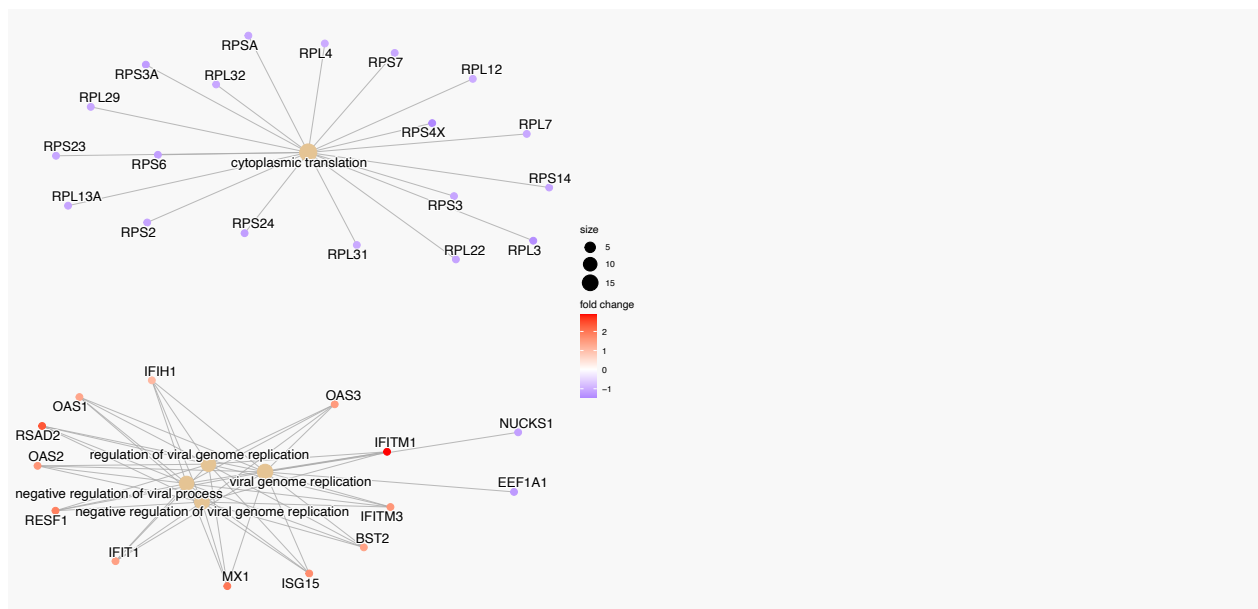 RPSA
RPL4
RPS7
RPS3A
RPL32
RPL12
RPL29
RPS4X
RPL7
RPS23
RPS6
cytoplasmic translation
RPS14
RPL13A
RPS3
RPS2
RPS24
RPL31
RPL22
RPL3
size
5
10
15
fold change
2
1
0
−1
IFIH1
OAS1
OAS3
RSAD2
NUCKS1
IFITM1
OAS2
regulation of viral genome replication
viral genome replication
EEF1A1
negative regulation of viral process
negative regulation of viral genome replication
RESF1
IFITM3
BST2
IFIT1
MX1
ISG15